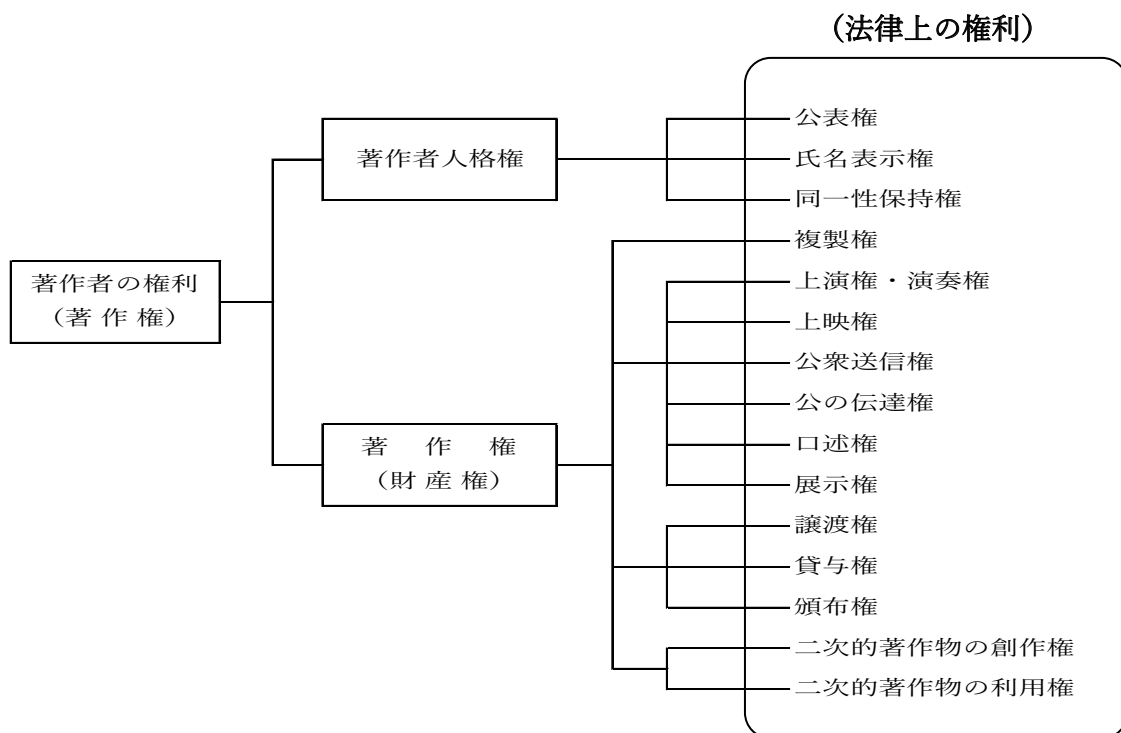 (法律上の権利)
公表権
著作者人格権
氏名表示権
同一性保持権
複製権
著作者の権利
(著作権)
上演権・演奏権
上映権
公衆送信権
公の伝達権
著作権
(財産権)
口述権
展示権
譲渡権
貸与権
頒布権
二次的著作物の創作権
二次的著作物の利用権